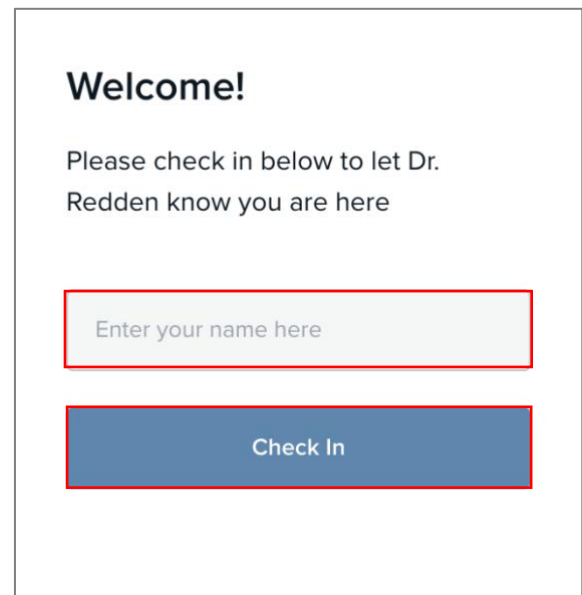 Welcome!
Please check in below to let Dr.
Redden know you are here
Enter your name here
Check In